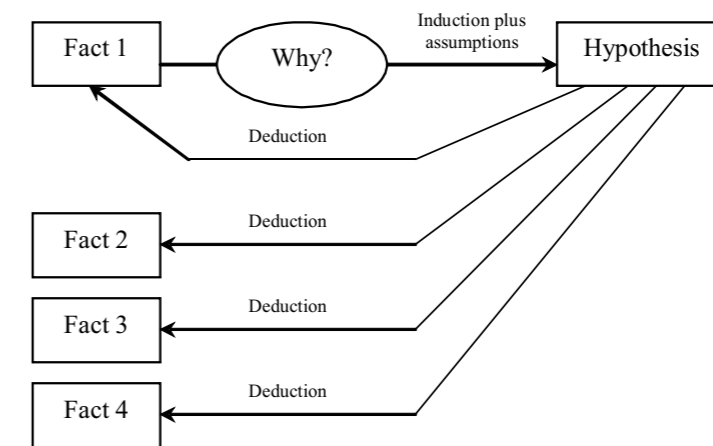 Fact 1
Why?
Induction plus
assumptions
Hypothesis
Deduction
Deduction
Fact 2
Deduction
Fact 3
Deduction
Fact 4